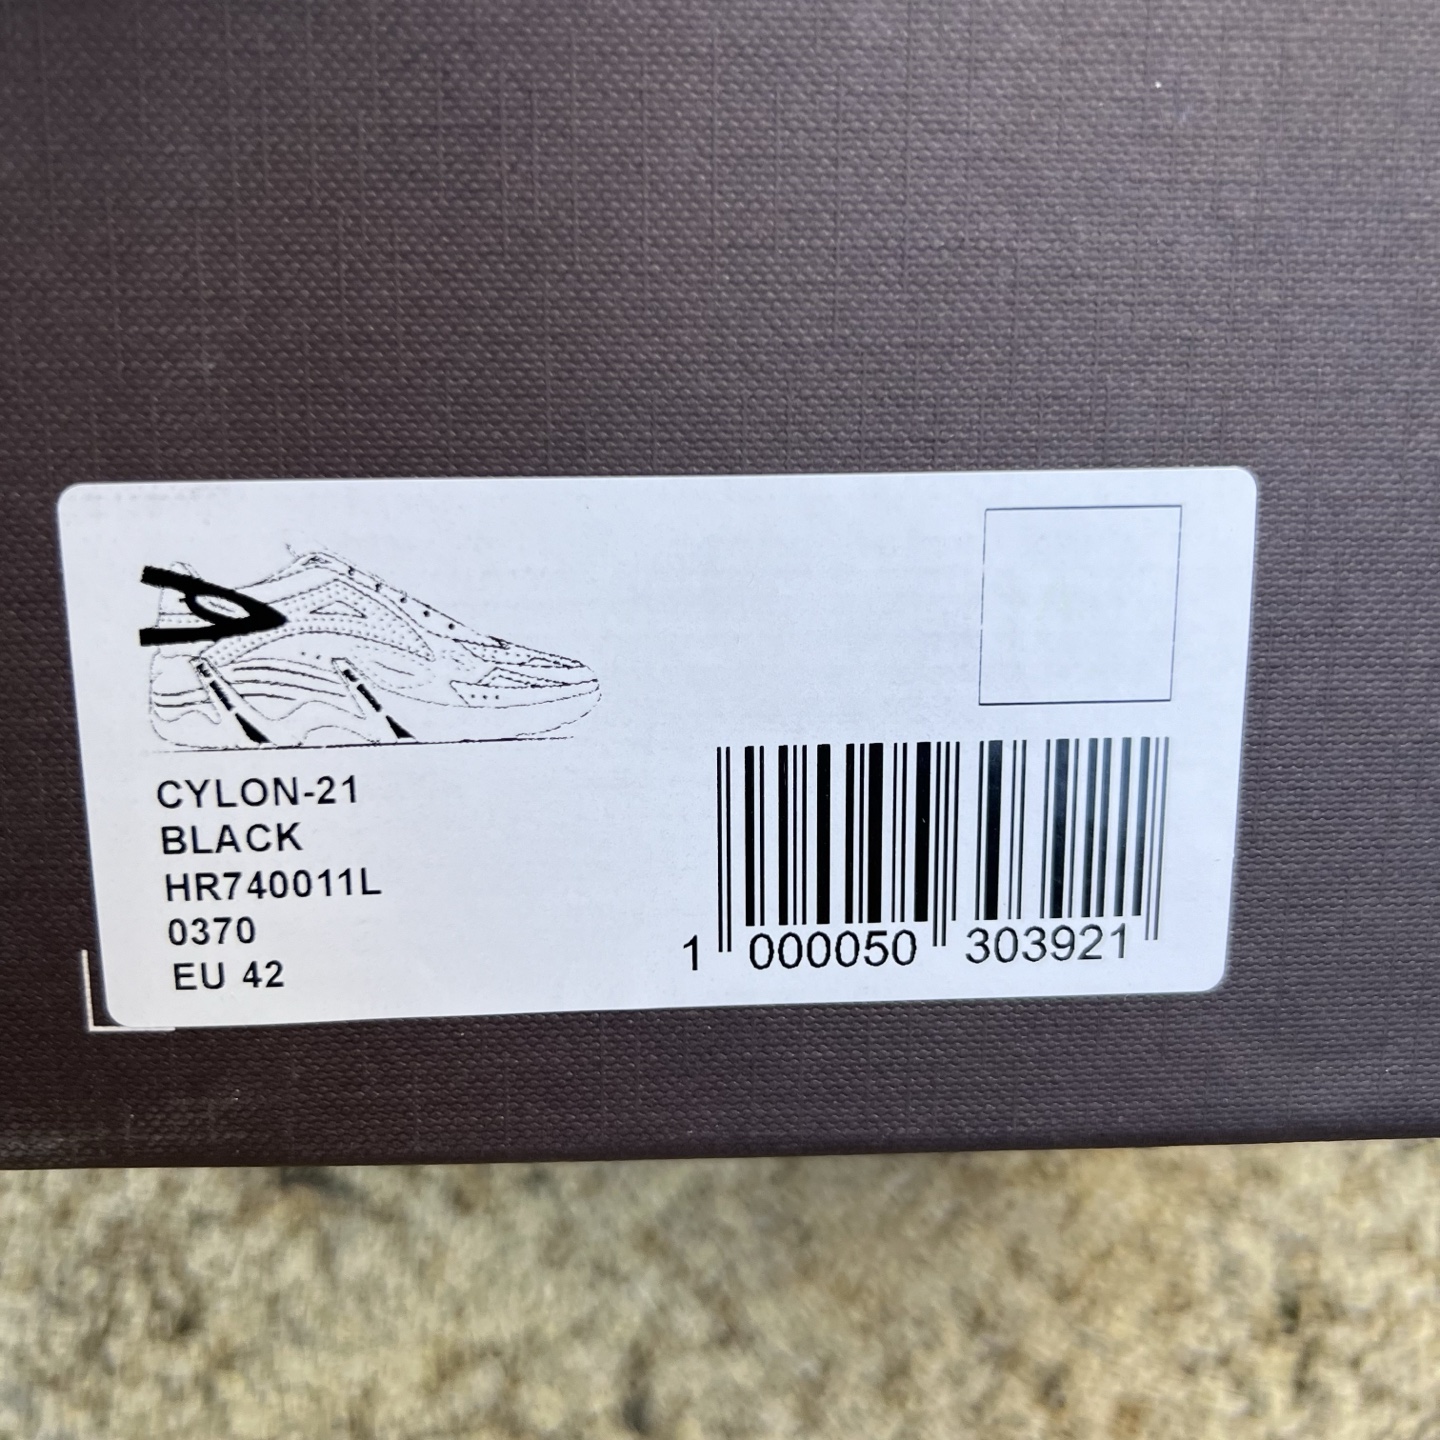 CYLON-21
BLACK
HR740011L
0370
EU 42
1 000050 303921